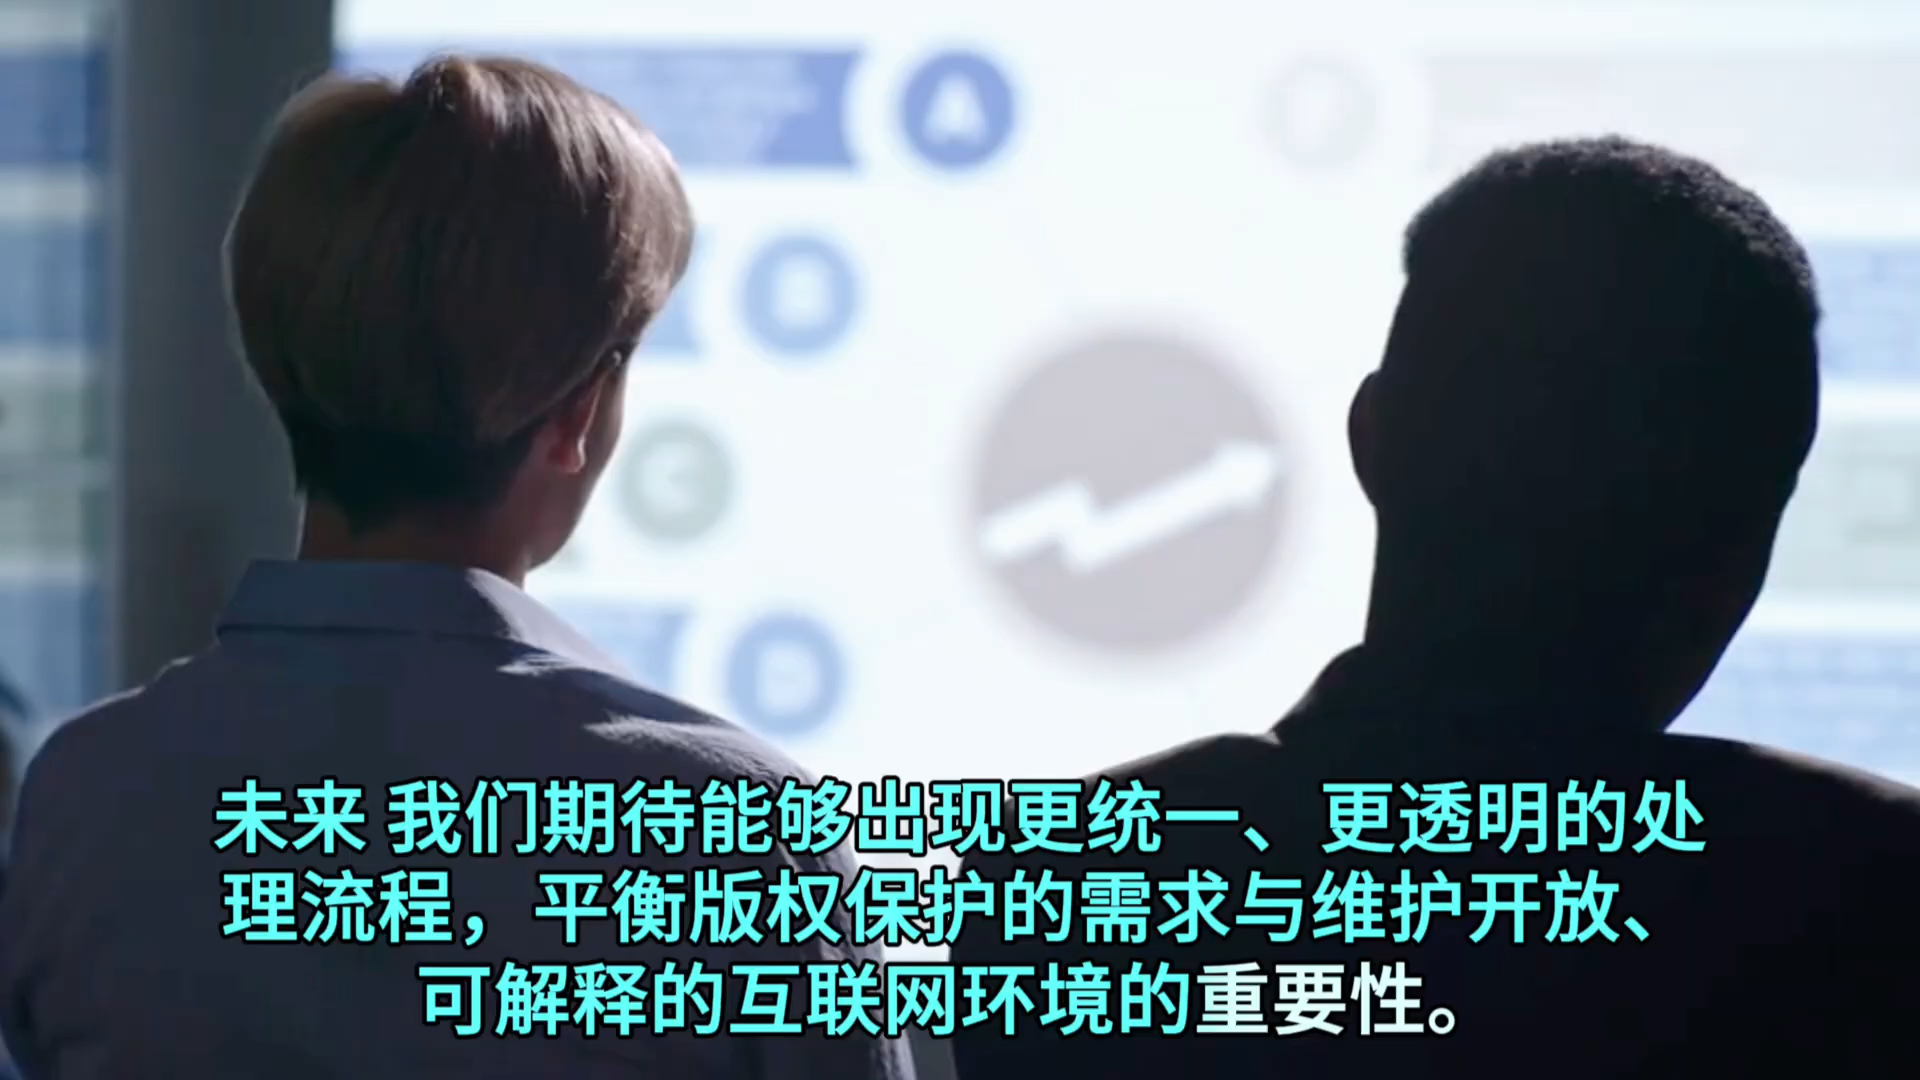 A
B
C
D
未来 我们期待能够出现更统一、更透明的处
理流程，平衡版权保护的需求与维护开放、
可解释的互联网环境的重要性。